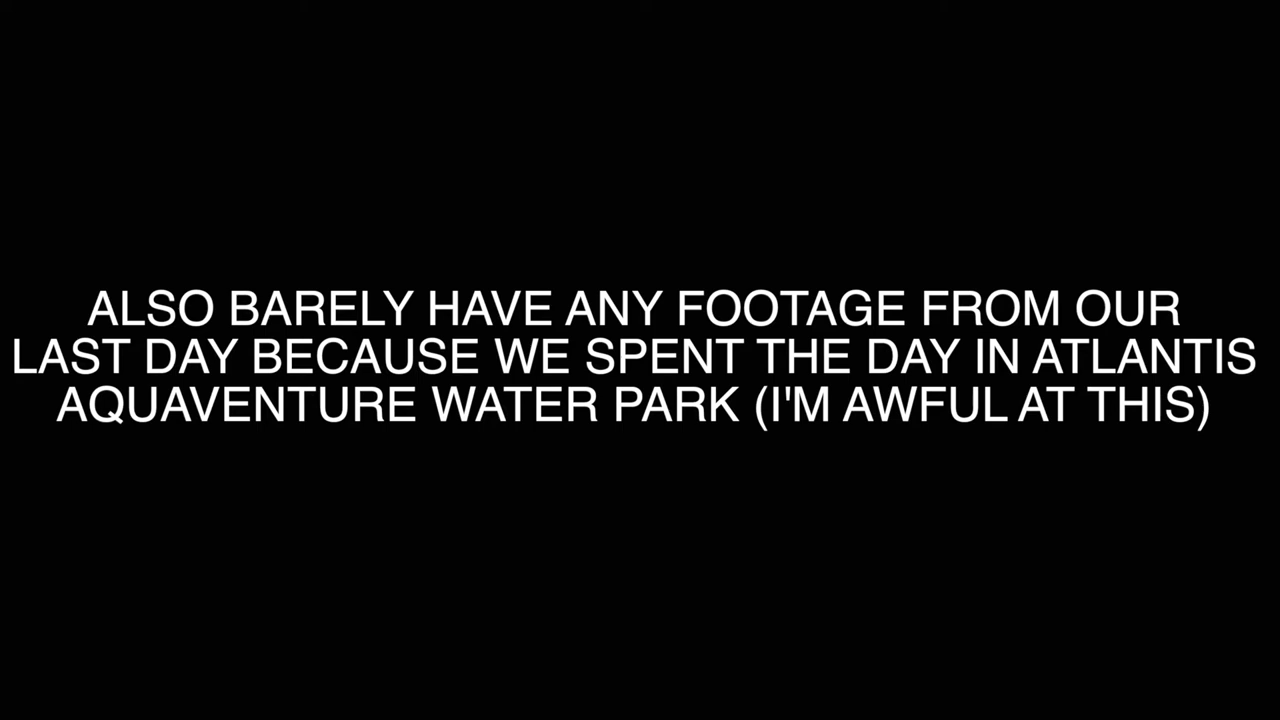 ALSO BARELY HAVE ANY FOOTAGE FROM OUR
LAST DAY BECAUSE WE SPENT THE DAY IN ATLANTIS
AQUAVENTURE WATER PARK (I'M AWFUL AT THIS)